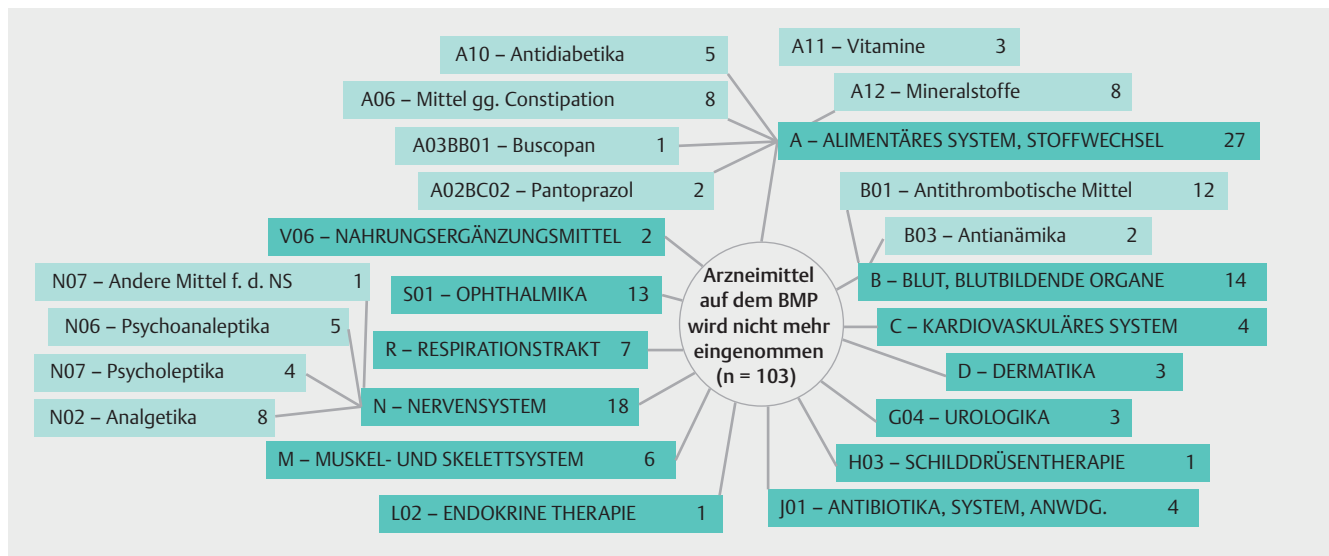 A10 – Antidiabetika 5
A11 – Vitamine 3
A06 – Mittel gg. Constipation 8
A12 – Mineralstoffe 8
A03BB01 – Buscopan 1
A – ALIMENTÄRES SYSTEM, STOFFWECHSEL 27
A02BC02 – Pantoprazol 2
B01 – Antithrombotische Mittel 12
V06 – NAHRUNGSERGÄNZUNGSMITTEL 2
B03 – Antianämika 2
N07 – Andere Mittel f. d. NS 1
S01 – OPHTHALMIKA 13
B – BLUT, BLUTBILDENDE ORGANE 14
Arzneimittel
auf dem BMP
wird nicht mehr
eingenommen
(n = 103)
N06 – Psychoanaleptika 5
R – RESPIRATIONSTRAKT 7
C – KARDIOVASKULÄRES SYSTEM 4
N07 – Psycholeptika 4
D – DERMATIKA 3
N02 – Analgetika 8
N – NERVENSYSTEM 18
G04 – UROLOGIKA 3
M – MUSKEL- UND SKELETTSYSTEM 6
H03 – SCHILDDRÜSENTHERAPIE 1
L02 – ENDOKRINE THERAPIE 1
J01 – ANTIBIOTIKA, SYSTEM, ANWDG. 4